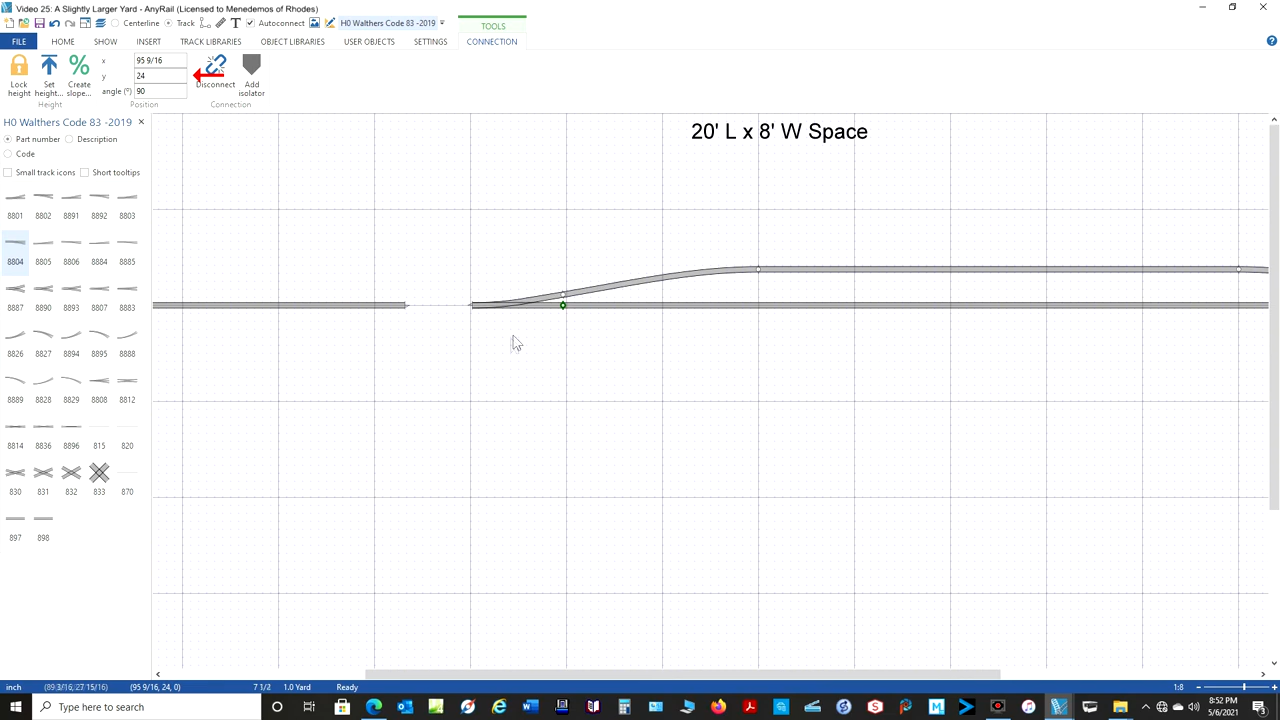 Video 25: A Slightly Larger Yard - AnyRail (Licensed to Menedemos of Rhodes)
Centerline Track Autoconnect H0 Walthers Code 83 -2019
TOOLS
FILE HOME SHOW INSERT TRACK LIBRARIES OBJECT LIBRARIES USER OBJECTS SETTINGS CONNECTION
x 95 9/16
y 24
angle (°) 90
Lock height Set height... Create slope... Disconnect Add isolator
Height Position Connection
H0 Walthers Code 83 -2019
20' L x 8' W Space
Part number Description
Code
Small track icons Short tooltips
8801 8802 8891 8892 8803
8804 8805 8806 8884 8885
8887 8890 8893 8807 8883
8826 8827 8894 8895 8888
8889 8828 8829 8808 8812
8814 8836 8896 815 820
830 831 832 833 870
897 898
inch (89 3/16, 27 15/16) (95 9/16, 24, 0) 7 1/2 1.0 Yard Ready 1:8
Type here to search
8:52 PM
5/6/2021